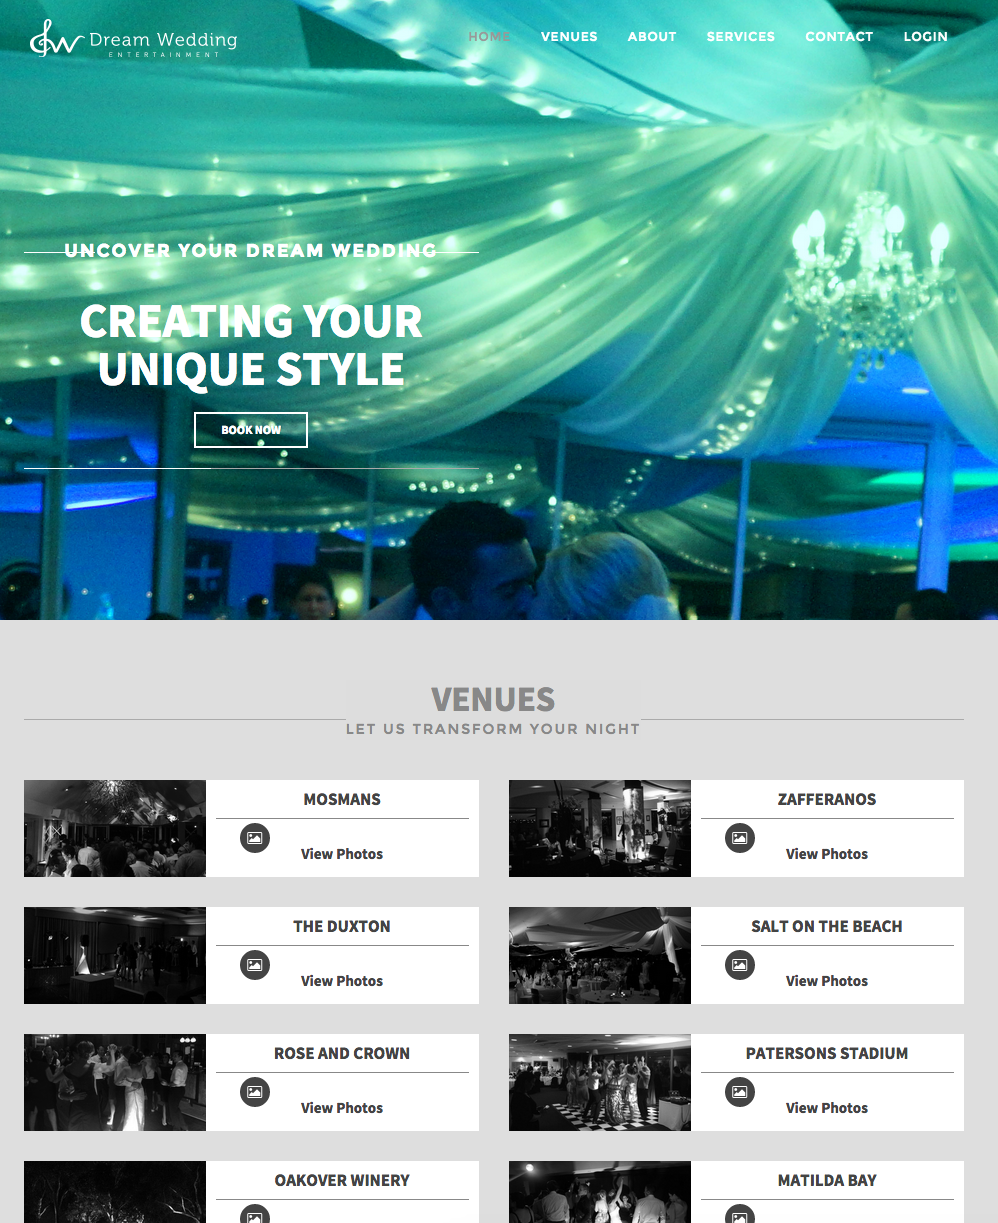 Dream Wedding
ENTERTAINMENT
HOME VENUES ABOUT SERVICES CONTACT LOGIN
UNCOVER YOUR DREAM WEDDING
CREATING YOUR
UNIQUE STYLE
BOOK NOW
VENUES
LET US TRANSFORM YOUR NIGHT
MOSMANS
View Photos
ZAFFERANOS
View Photos
THE DUXTON
View Photos
SALT ON THE BEACH
View Photos
ROSE AND CROWN
View Photos
PATERSONS STADIUM
View Photos
OAKOVER WINERY
MATILDA BAY